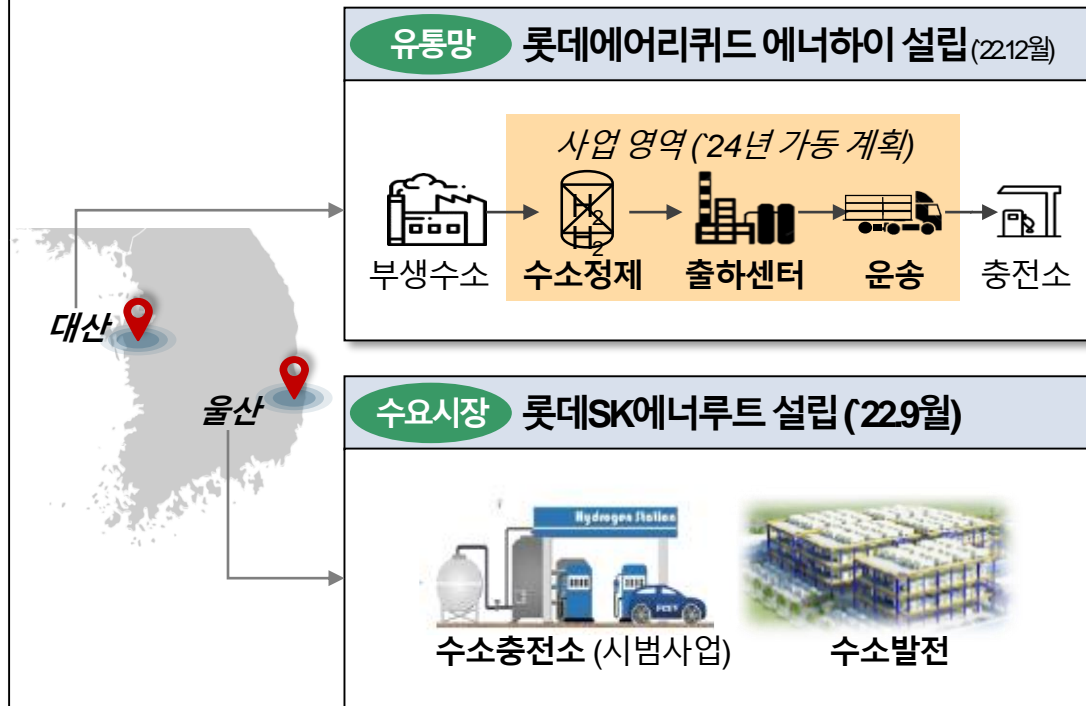 유통망 롯데에어리퀴드 에너하이 설립 (`22.12월)
사업 영역 (`24년 가동 계획)
H2
H2
부생수소 수소정제 출하센터 운송 충전소
대산
울산
수요시장 롯데SK에너루트 설립 (`22.9월)
Hydrogen Station
FCEV
수소충전소 (시범사업) 수소발전